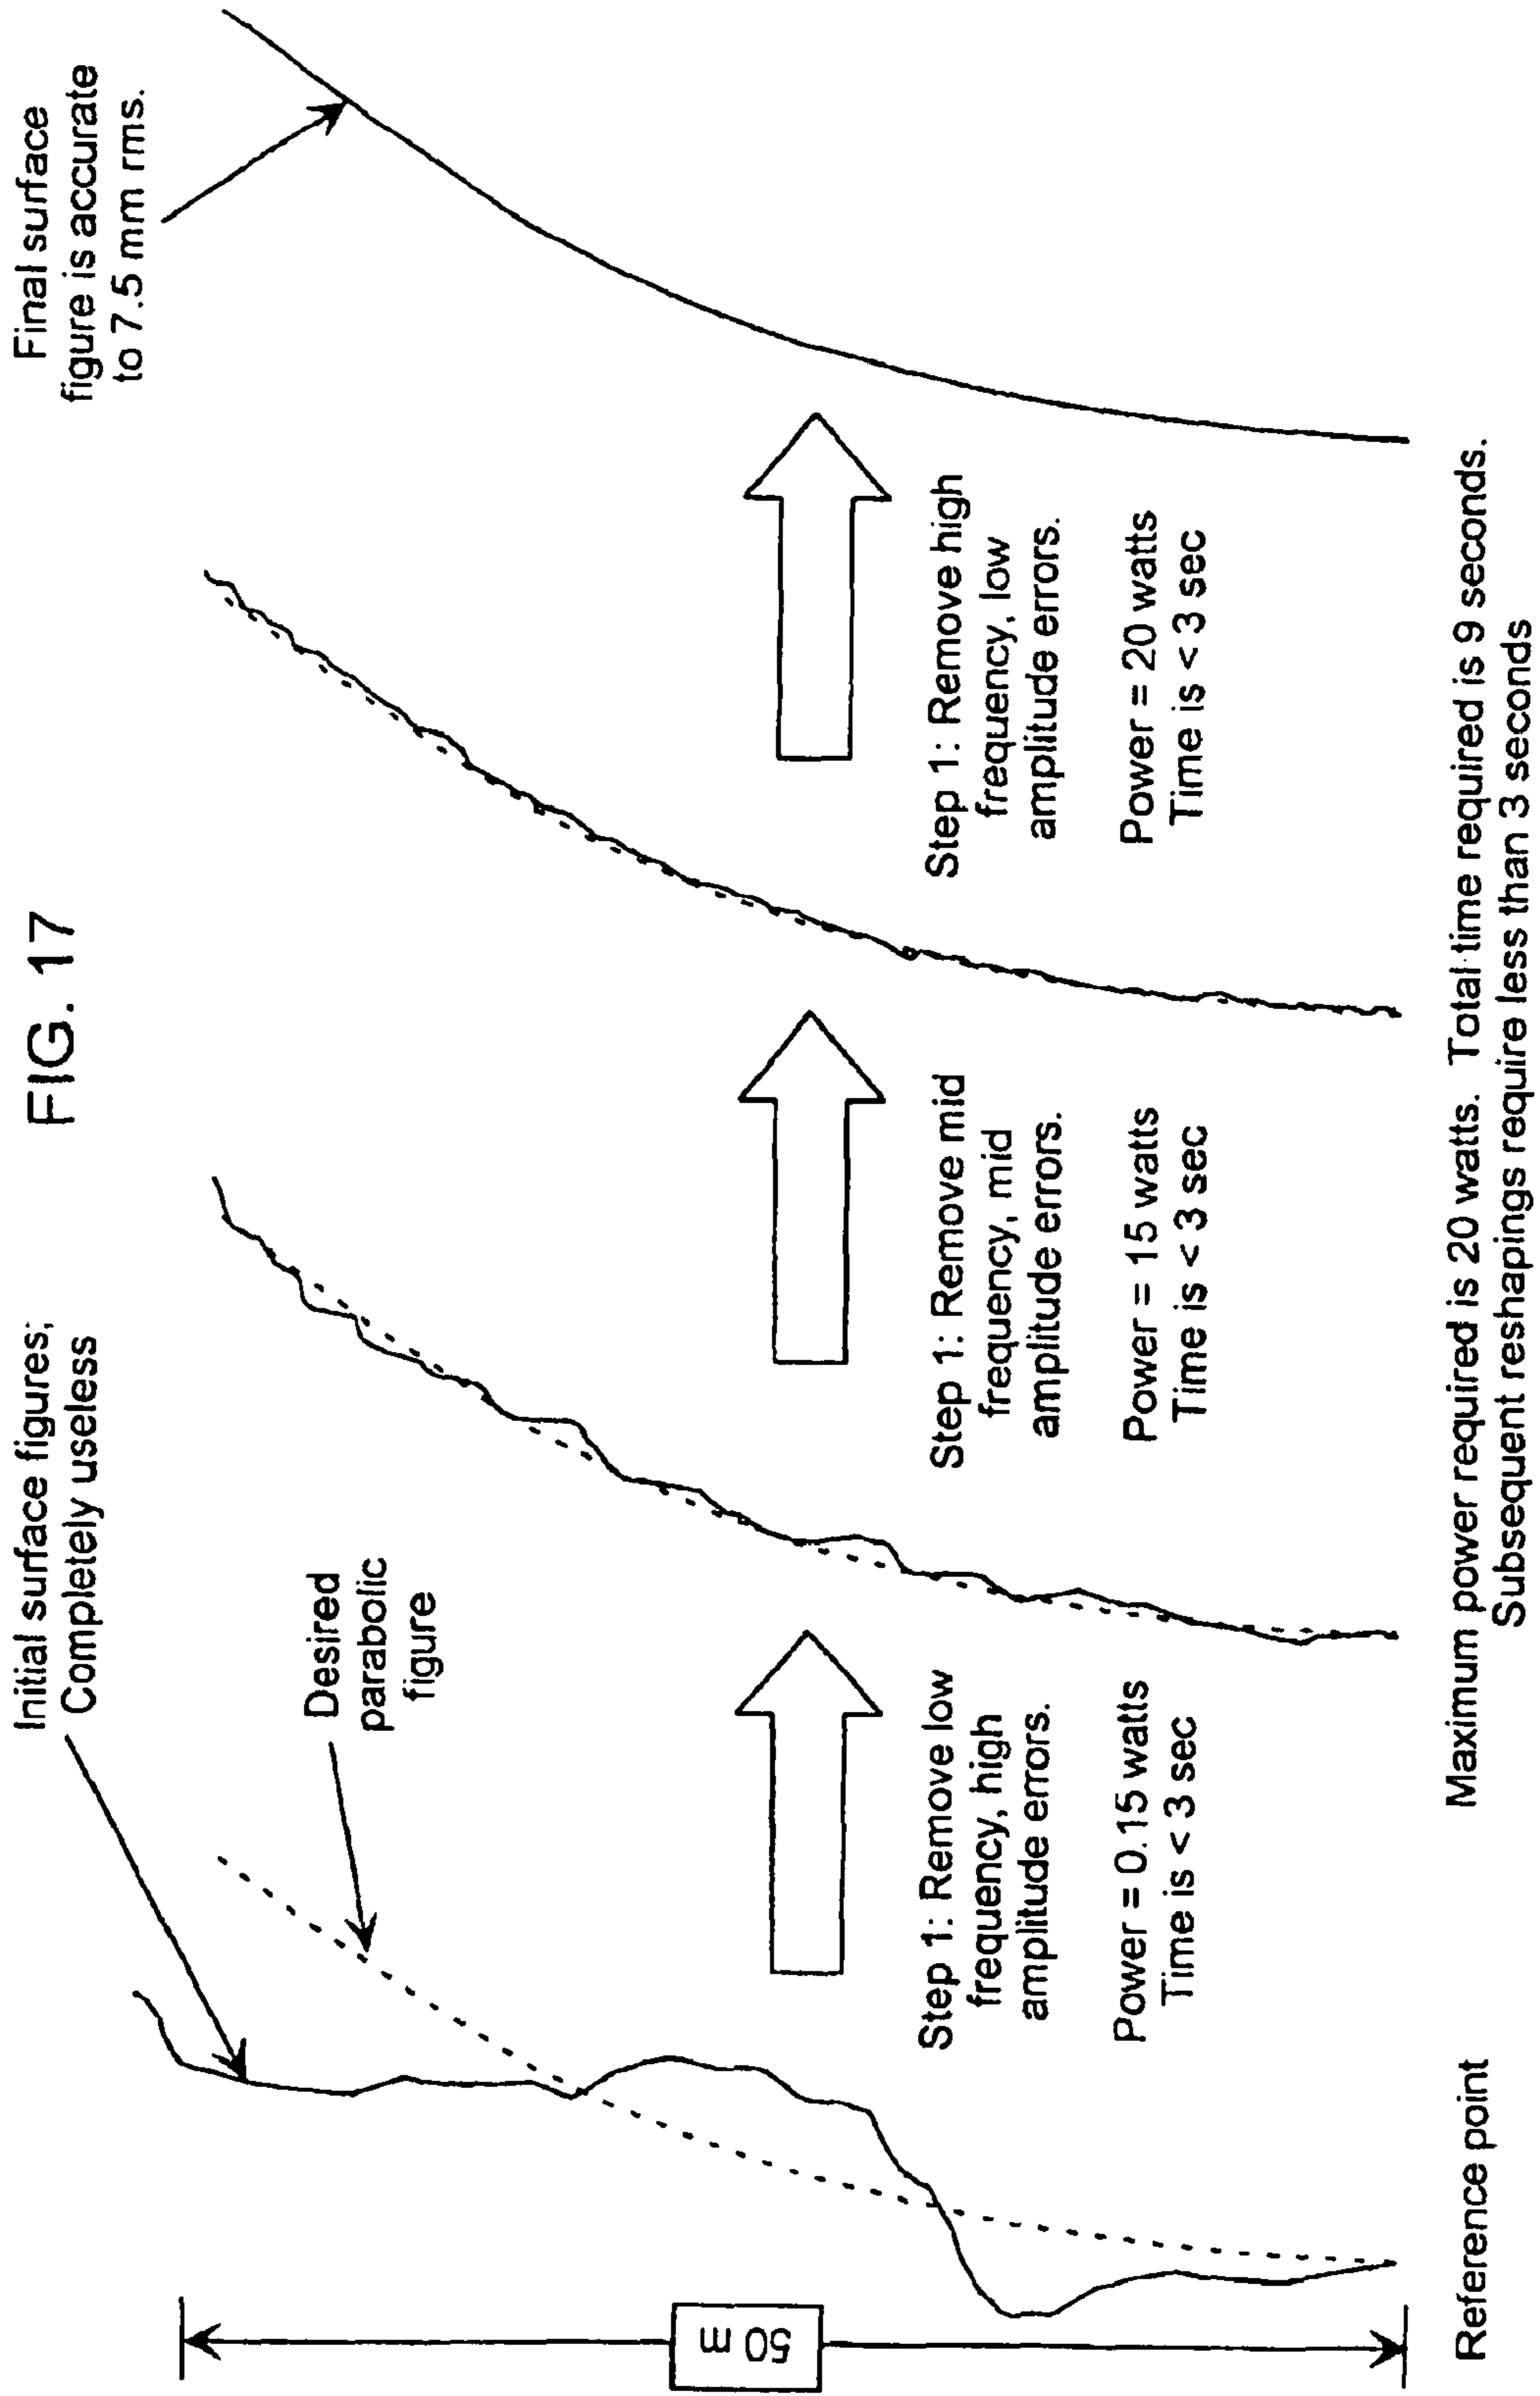 FIG. 17
Initial surface figures;
Completely useless
Desired
parabolic
figure
Final surface
figure is accurate
to 7.5 mm rms.
50 m
Step 1: Remove low
frequency, high
amplitude errors.
Power = 0.15 watts
Time is < 3 sec
Step 1: Remove mid
frequency, mid
amplitude errors.
Power = 15 watts
Time is < 3 sec
Step 1: Remove high
frequency, low
amplitude errors.
Power = 20 watts
Time is < 3 sec
Reference point
Maximum power required is 20 watts. Total time required is 9 seconds.
Subsequent reshapings require less than 3 seconds